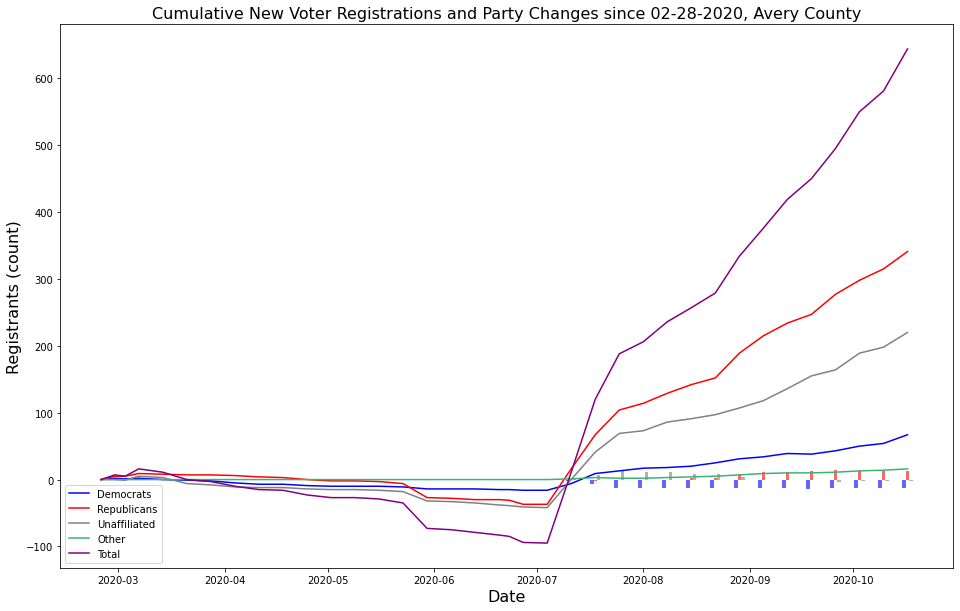 Cumulative New Voter Registrations and Party Changes since 02-28-2020, Avery County
Registrants (count)
600
500
400
300
200
100
0
−100
Democrats
Republicans
Unaffiliated
Other
Total
2020-03 2020-04 2020-05 2020-06 2020-07 2020-08 2020-09 2020-10
Date